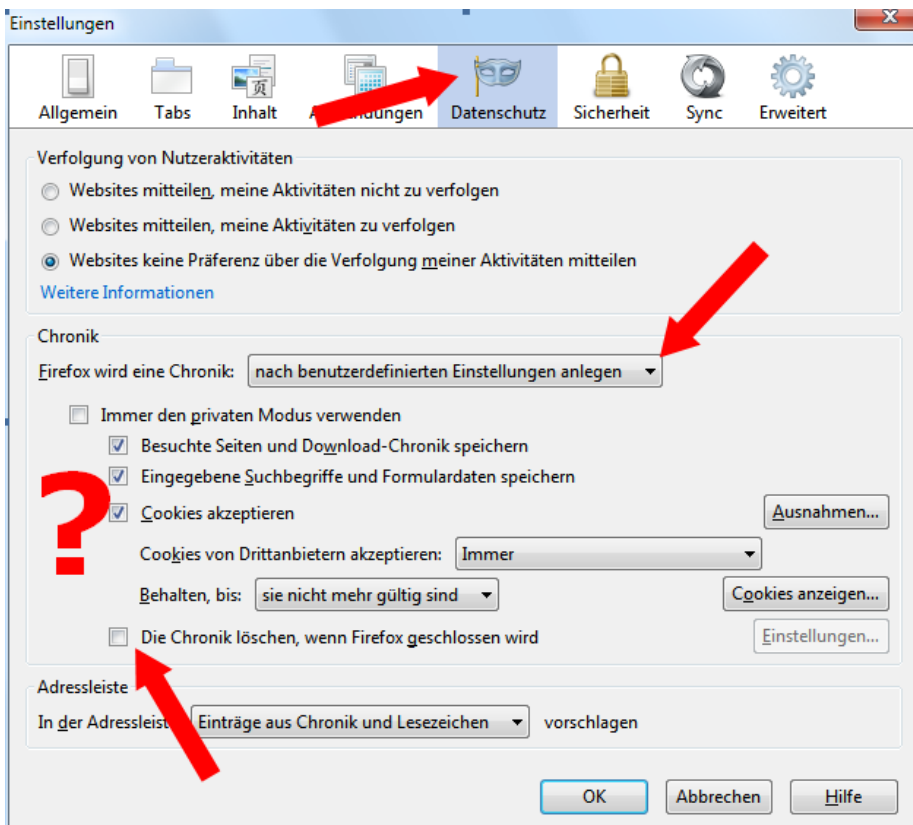 Einstellungen
Allgemein Tabs Inhalt Datenschutz Sicherheit Sync Erweitert
Verfolgung von Nutzeraktivitäten
Websites mitteilen, meine Aktivitäten nicht zu verfolgen
Websites mitteilen, meine Aktivitäten zu verfolgen
Websites keine Präferenz über die Verfolgung meiner Aktivitäten mitteilen
Weitere Informationen
Chronik
Firefox wird eine Chronik: nach benutzerdefinierten Einstellungen anlegen
Immer den privaten Modus verwenden
Besuchte Seiten und Download-Chronik speichern
Eingegebene Suchbegriffe und Formulardaten speichern
?
Cookies akzeptieren Ausnahmen...
Cookies von Drittanbietern akzeptieren: Immer
Behalten, bis: sie nicht mehr gültig sind Cookies anzeigen...
Die Chronik löschen, wenn Firefox geschlossen wird Einstellungen...
Adressleiste
In der Adressleiste Einträge aus Chronik und Lesezeichen vorschlagen
OK Abbrechen Hilfe